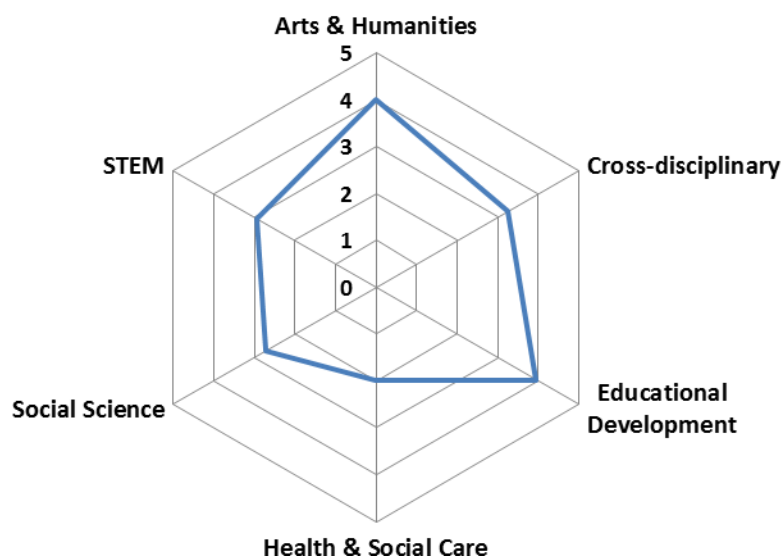 Arts & Humanities
5
4
3
2
1
0
STEM
Cross-disciplinary
Social Science
Educational
Development
Health & Social Care